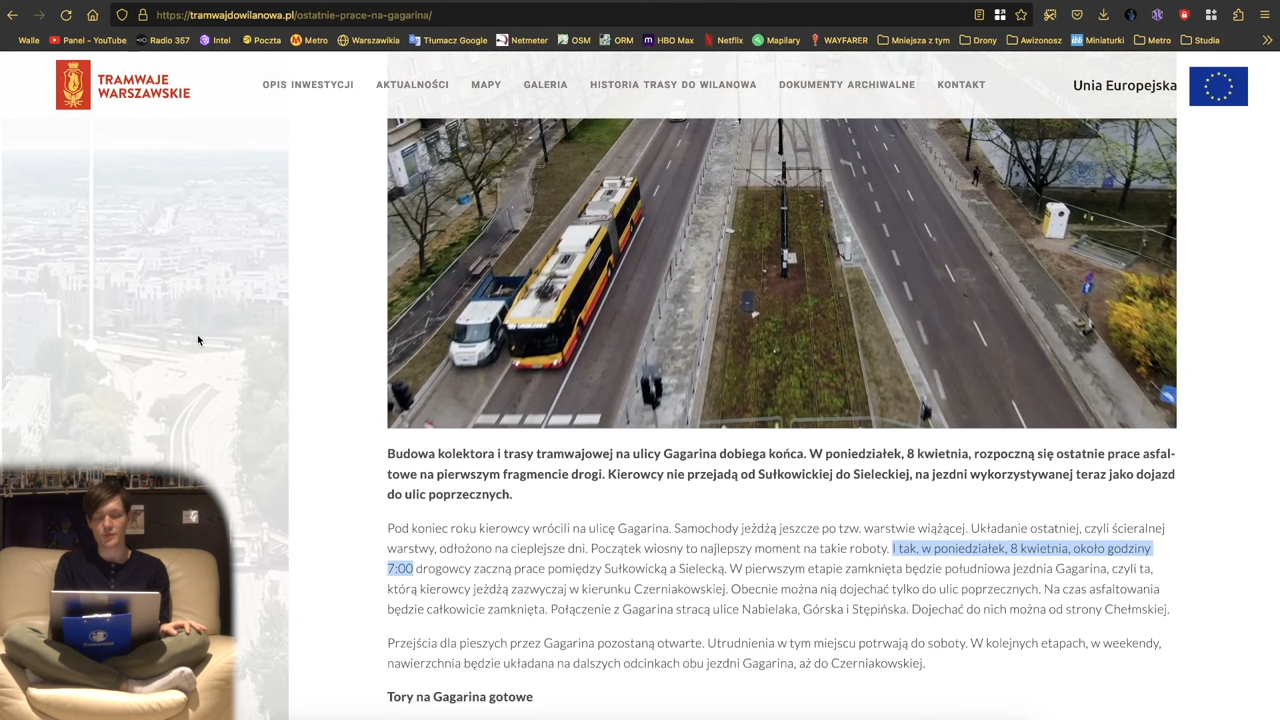 https://tramwajdowilanowa.pl/ostatnie-prace-na-gagarina/
Walle Panel - YouTube Radio 357 Intel Poczta Metro Warszawikia Tłumacz Google Netmeter OSM ORM HBO Max Netflix Mapilary WAYFARER Mniejsza z tym Drony Awizonosz Miniaturki Metro Studia
TRAMWAJE
WARSZAWSKIE
OPIS INWESTYCJI AKTUALNOŚCI MAPY GALERIA HISTORIA TRASY DO WILANOWA DOKUMENTY ARCHIWALNE KONTAKT
Unia Europejska
Budowa kolektora i trasy tramwajowej na ulicy Gagarina dobiega końca. W poniedziałek, 8 kwietnia, rozpoczną się ostatnie prace asfal-
towe na pierwszym fragmencie drogi. Kierowcy nie przejadą od Sułkowickiej do Sieleckiej, na jezdni wykorzystywanej teraz jako dojazd
do ulic poprzecznych.
Pod koniec roku kierowcy wrócili na ulicę Gagarina. Samochody jeżdżą jeszcze po tzw. warstwie wiążącej. Układanie ostatniej, czyli ścieralnej
warstwy, odłożono na cieplejsze dni. Początek wiosny to najlepszy moment na takie roboty. I tak, w poniedziałek, 8 kwietnia, około godziny
7:00 drogowcy zaczną prace pomiędzy Sułkowicką a Sielecką. W pierwszym etapie zamknięta będzie południowa jezdnia Gagarina, czyli ta,
którą kierowcy jeżdżą zazwyczaj w kierunku Czerniakowskiej. Obecnie można nią dojechać tylko do ulic poprzecznych. Na czas asfaltowania
będzie całkowicie zamknięta. Połączenie z Gagarina stracą ulice Nabielaka, Górska i Stępińska. Dojechać do nich można od strony Chełmskiej.
Przejścia dla pieszych przez Gagarina pozostaną otwarte. Utrudnienia w tym miejscu potrwają do soboty. W kolejnych etapach, w weekendy,
nawierzchnia będzie układana na dalszych odcinkach obu jezdni Gagarina, aż do Czerniakowskiej.
Tory na Gagarina gotowe